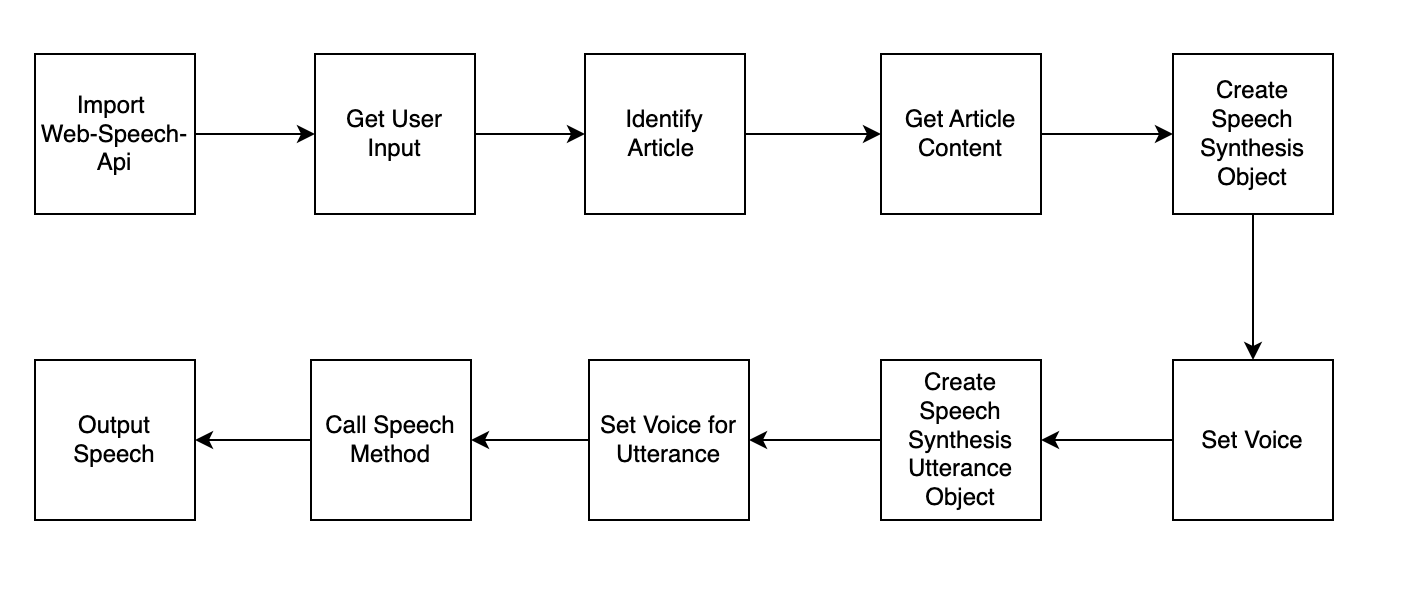 Import
Web-Speech-
Api
Get User
Input
Identify
Article
Get Article
Content
Create
Speech
Synthesis
Object
Set Voice
Create
Speech
Synthesis
Utterance
Object
Set Voice for
Utterance
Call Speech
Method
Output
Speech